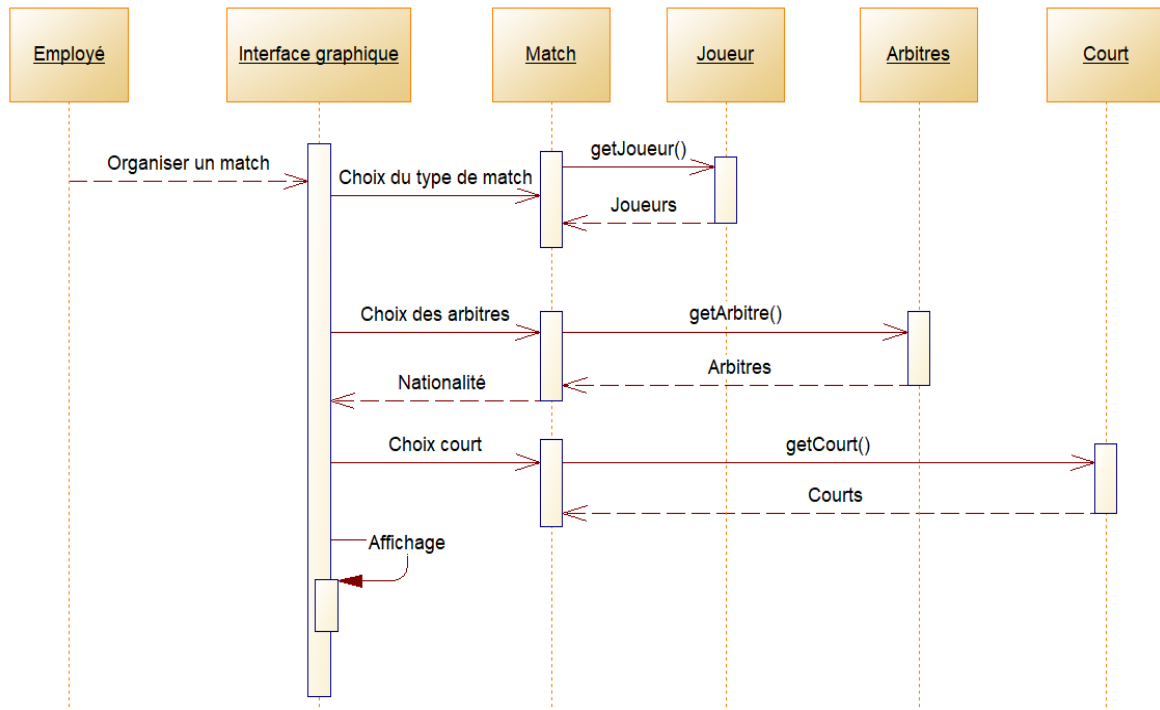 Employé
Interface graphique
Match
Joueur
Arbitres
Court
Organiser un match
Choix du type de match
getJoueur()
Joueurs
Choix des arbitres
getArbitre()
Arbitres
Nationalité
Choix court
getCourt()
Courts
Affichage